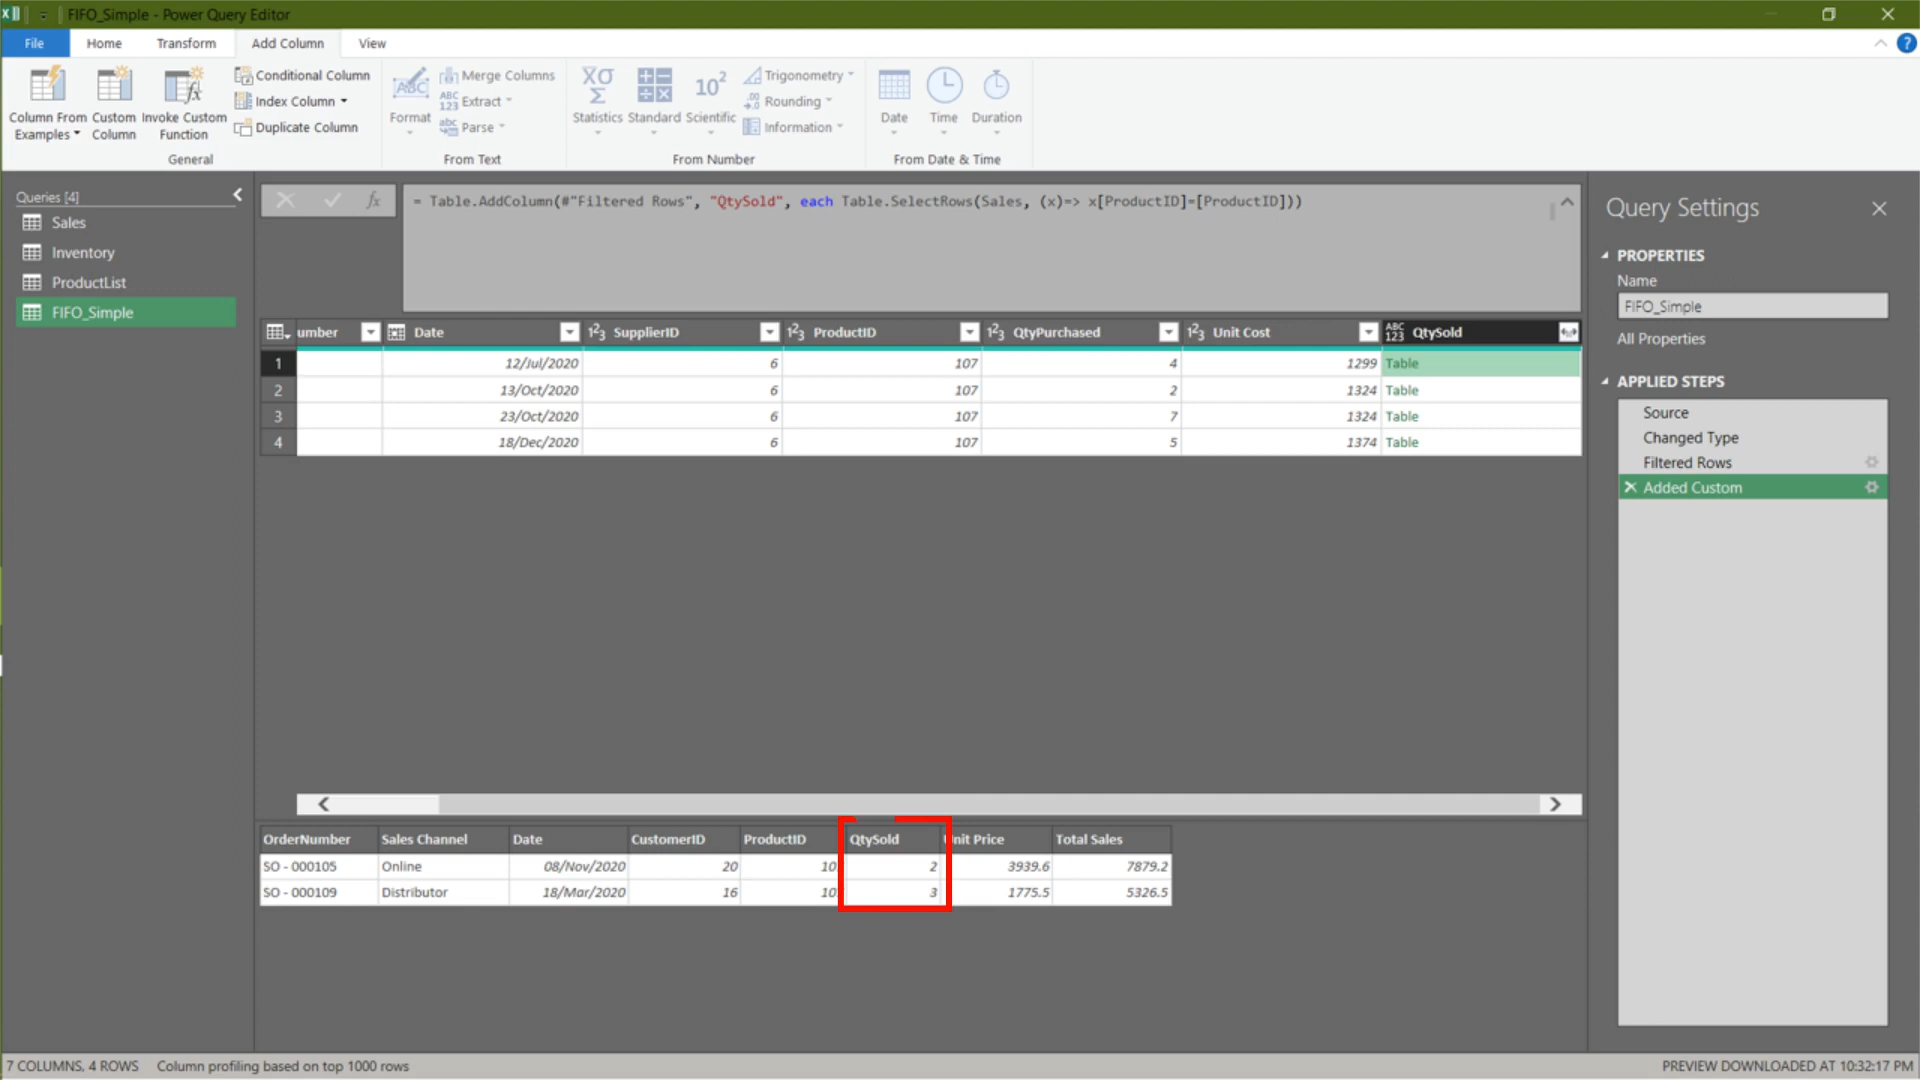 FIFO_Simple - Power Query Editor
File Home Transform Add Column View
Column From Examples
Custom Column
Invoke Custom Function
Conditional Column
Index Column
Duplicate Column
General
Format
Merge Columns
Extract
Parse
From Text
Statistics
Standard
Scientific
Trigonometry
Rounding
Information
From Number
Date
Time
Duration
From Date & Time
Queries [4]
Sales
Inventory
ProductList
FIFO_Simple
= Table.AddColumn(#"Filtered Rows", "QtySold", each Table.SelectRows(Sales, (x)=> x[ProductID]=[ProductID]))
umber Date SupplierID ProductID QtyPurchased Unit Cost QtySold
1 12/Jul/2020 6 107 4 1299 Table
2 13/Oct/2020 6 107 2 1324 Table
3 23/Oct/2020 6 107 7 1324 Table
4 18/Dec/2020 6 107 5 1374 Table
OrderNumber Sales Channel Date CustomerID ProductID QtySold Unit Price Total Sales
SO - 000105 Online 08/Nov/2020 20 10 2 3939.6 7879.2
SO - 000109 Distributor 18/Mar/2020 16 10 3 1775.5 5326.5
Query Settings
PROPERTIES
Name
FIFO_Simple
All Properties
APPLIED STEPS
Source
Changed Type
Filtered Rows
Added Custom
7 COLUMNS, 4 ROWS Column profiling based on top 1000 rows
PREVIEW DOWNLOADED AT 10:32:17 PM